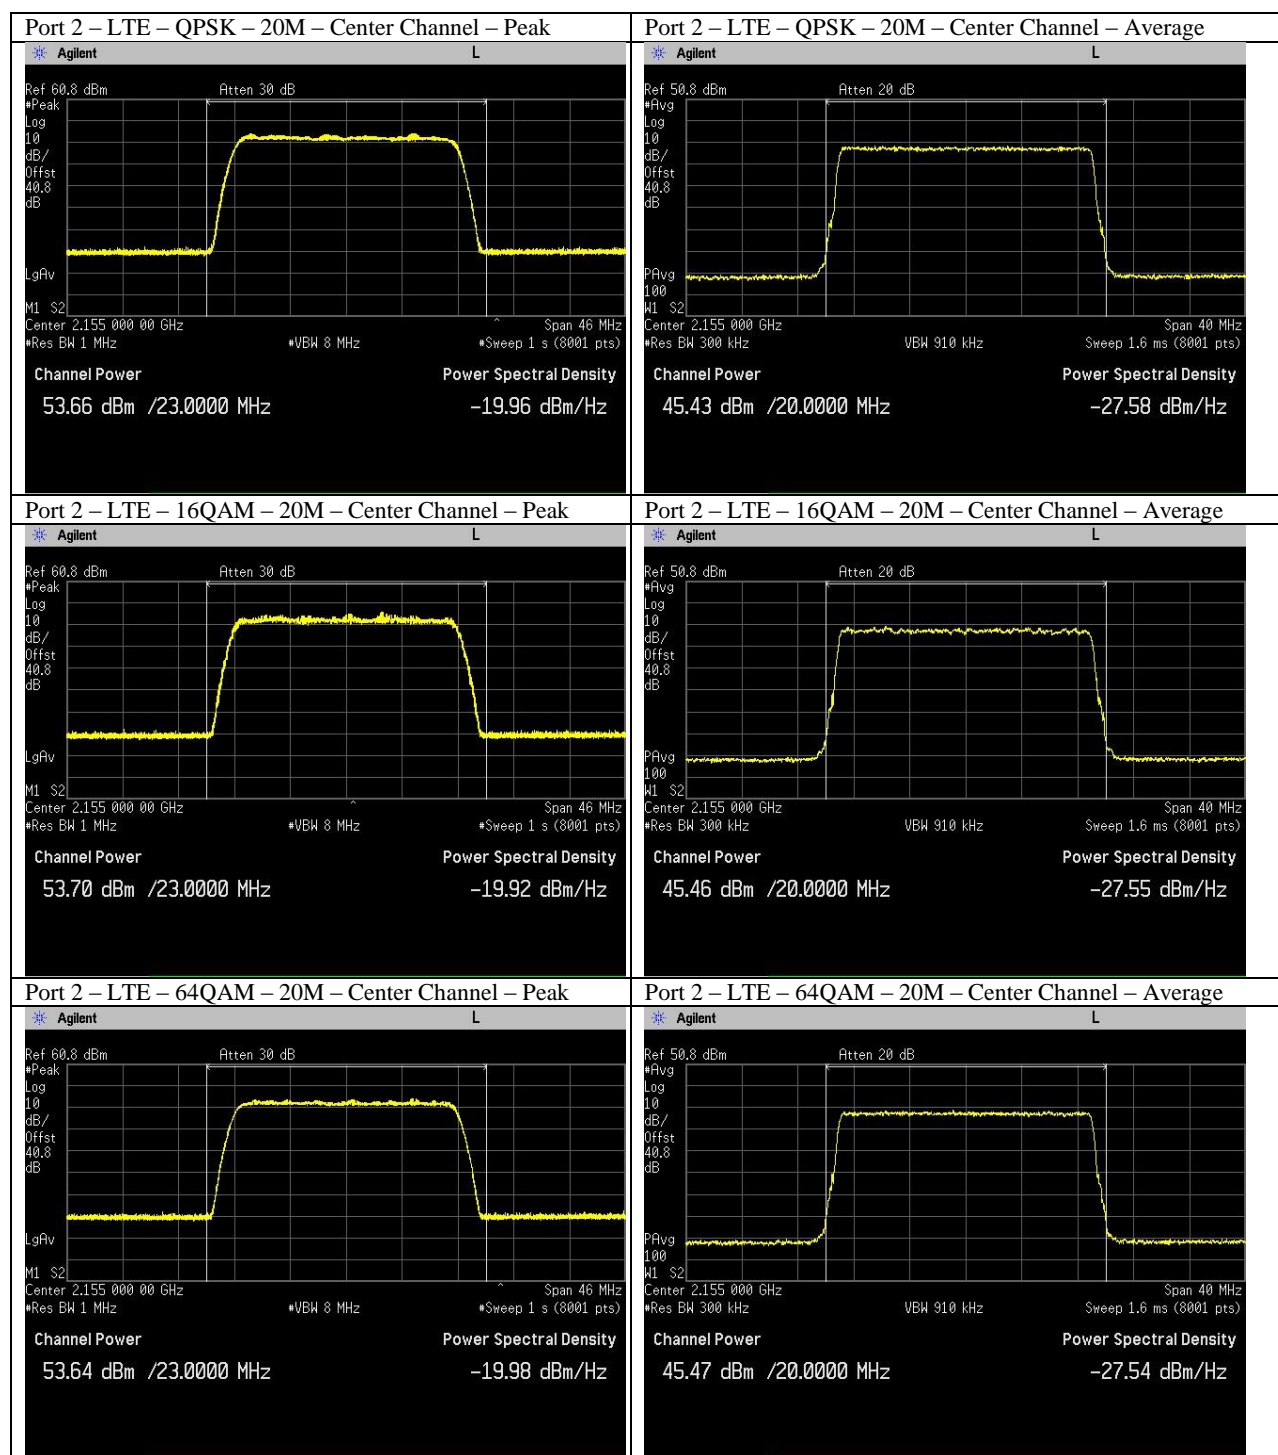 Port 2 – LTE – QPSK – 20M – Center Channel – Peak
Agilent L
Ref 60.8 dBm Atten 30 dB
#Peak
Log
10
dB/
Offst
40.8
dB
LgAv
M1 S2
Center 2.155 000 00 GHz Span 46 MHz
#Res BW 1 MHz #VBW 8 MHz #Sweep 1 s (8001 pts)
Channel Power Power Spectral Density
53.66 dBm /23.0000 MHz -19.96 dBm/Hz
Port 2 – LTE – QPSK – 20M – Center Channel – Average
Agilent L
Ref 50.8 dBm Atten 20 dB
#Avg
Log
10
dB/
Offst
40.8
dB
PAvg
100
W1 S2
Center 2.155 000 GHz Span 40 MHz
#Res BW 300 kHz VBW 910 kHz Sweep 1.6 ms (8001 pts)
Channel Power Power Spectral Density
45.43 dBm /20.0000 MHz -27.58 dBm/Hz
Port 2 – LTE – 16QAM – 20M – Center Channel – Peak
Agilent L
Ref 60.8 dBm Atten 30 dB
#Peak
Log
10
dB/
Offst
40.8
dB
LgAv
M1 S2
Center 2.155 000 00 GHz Span 46 MHz
#Res BW 1 MHz #VBW 8 MHz #Sweep 1 s (8001 pts)
Channel Power Power Spectral Density
53.70 dBm /23.0000 MHz -19.92 dBm/Hz
Port 2 – LTE – 16QAM – 20M – Center Channel – Average
Agilent L
Ref 50.8 dBm Atten 20 dB
#Avg
Log
10
dB/
Offst
40.8
dB
PAvg
100
W1 S2
Center 2.155 000 GHz Span 40 MHz
#Res BW 300 kHz VBW 910 kHz Sweep 1.6 ms (8001 pts)
Channel Power Power Spectral Density
45.46 dBm /20.0000 MHz -27.55 dBm/Hz
Port 2 – LTE – 64QAM – 20M – Center Channel – Peak
Agilent L
Ref 60.8 dBm Atten 30 dB
#Peak
Log
10
dB/
Offst
40.8
dB
LgAv
M1 S2
Center 2.155 000 00 GHz Span 46 MHz
#Res BW 1 MHz #VBW 8 MHz #Sweep 1 s (8001 pts)
Channel Power Power Spectral Density
53.64 dBm /23.0000 MHz -19.98 dBm/Hz
Port 2 – LTE – 64QAM – 20M – Center Channel – Average
Agilent L
Ref 50.8 dBm Atten 20 dB
#Avg
Log
10
dB/
Offst
40.8
dB
PAvg
100
W1 S2
Center 2.155 000 GHz Span 40 MHz
#Res BW 300 kHz VBW 910 kHz Sweep 1.6 ms (8001 pts)
Channel Power Power Spectral Density
45.47 dBm /20.0000 MHz -27.54 dBm/Hz